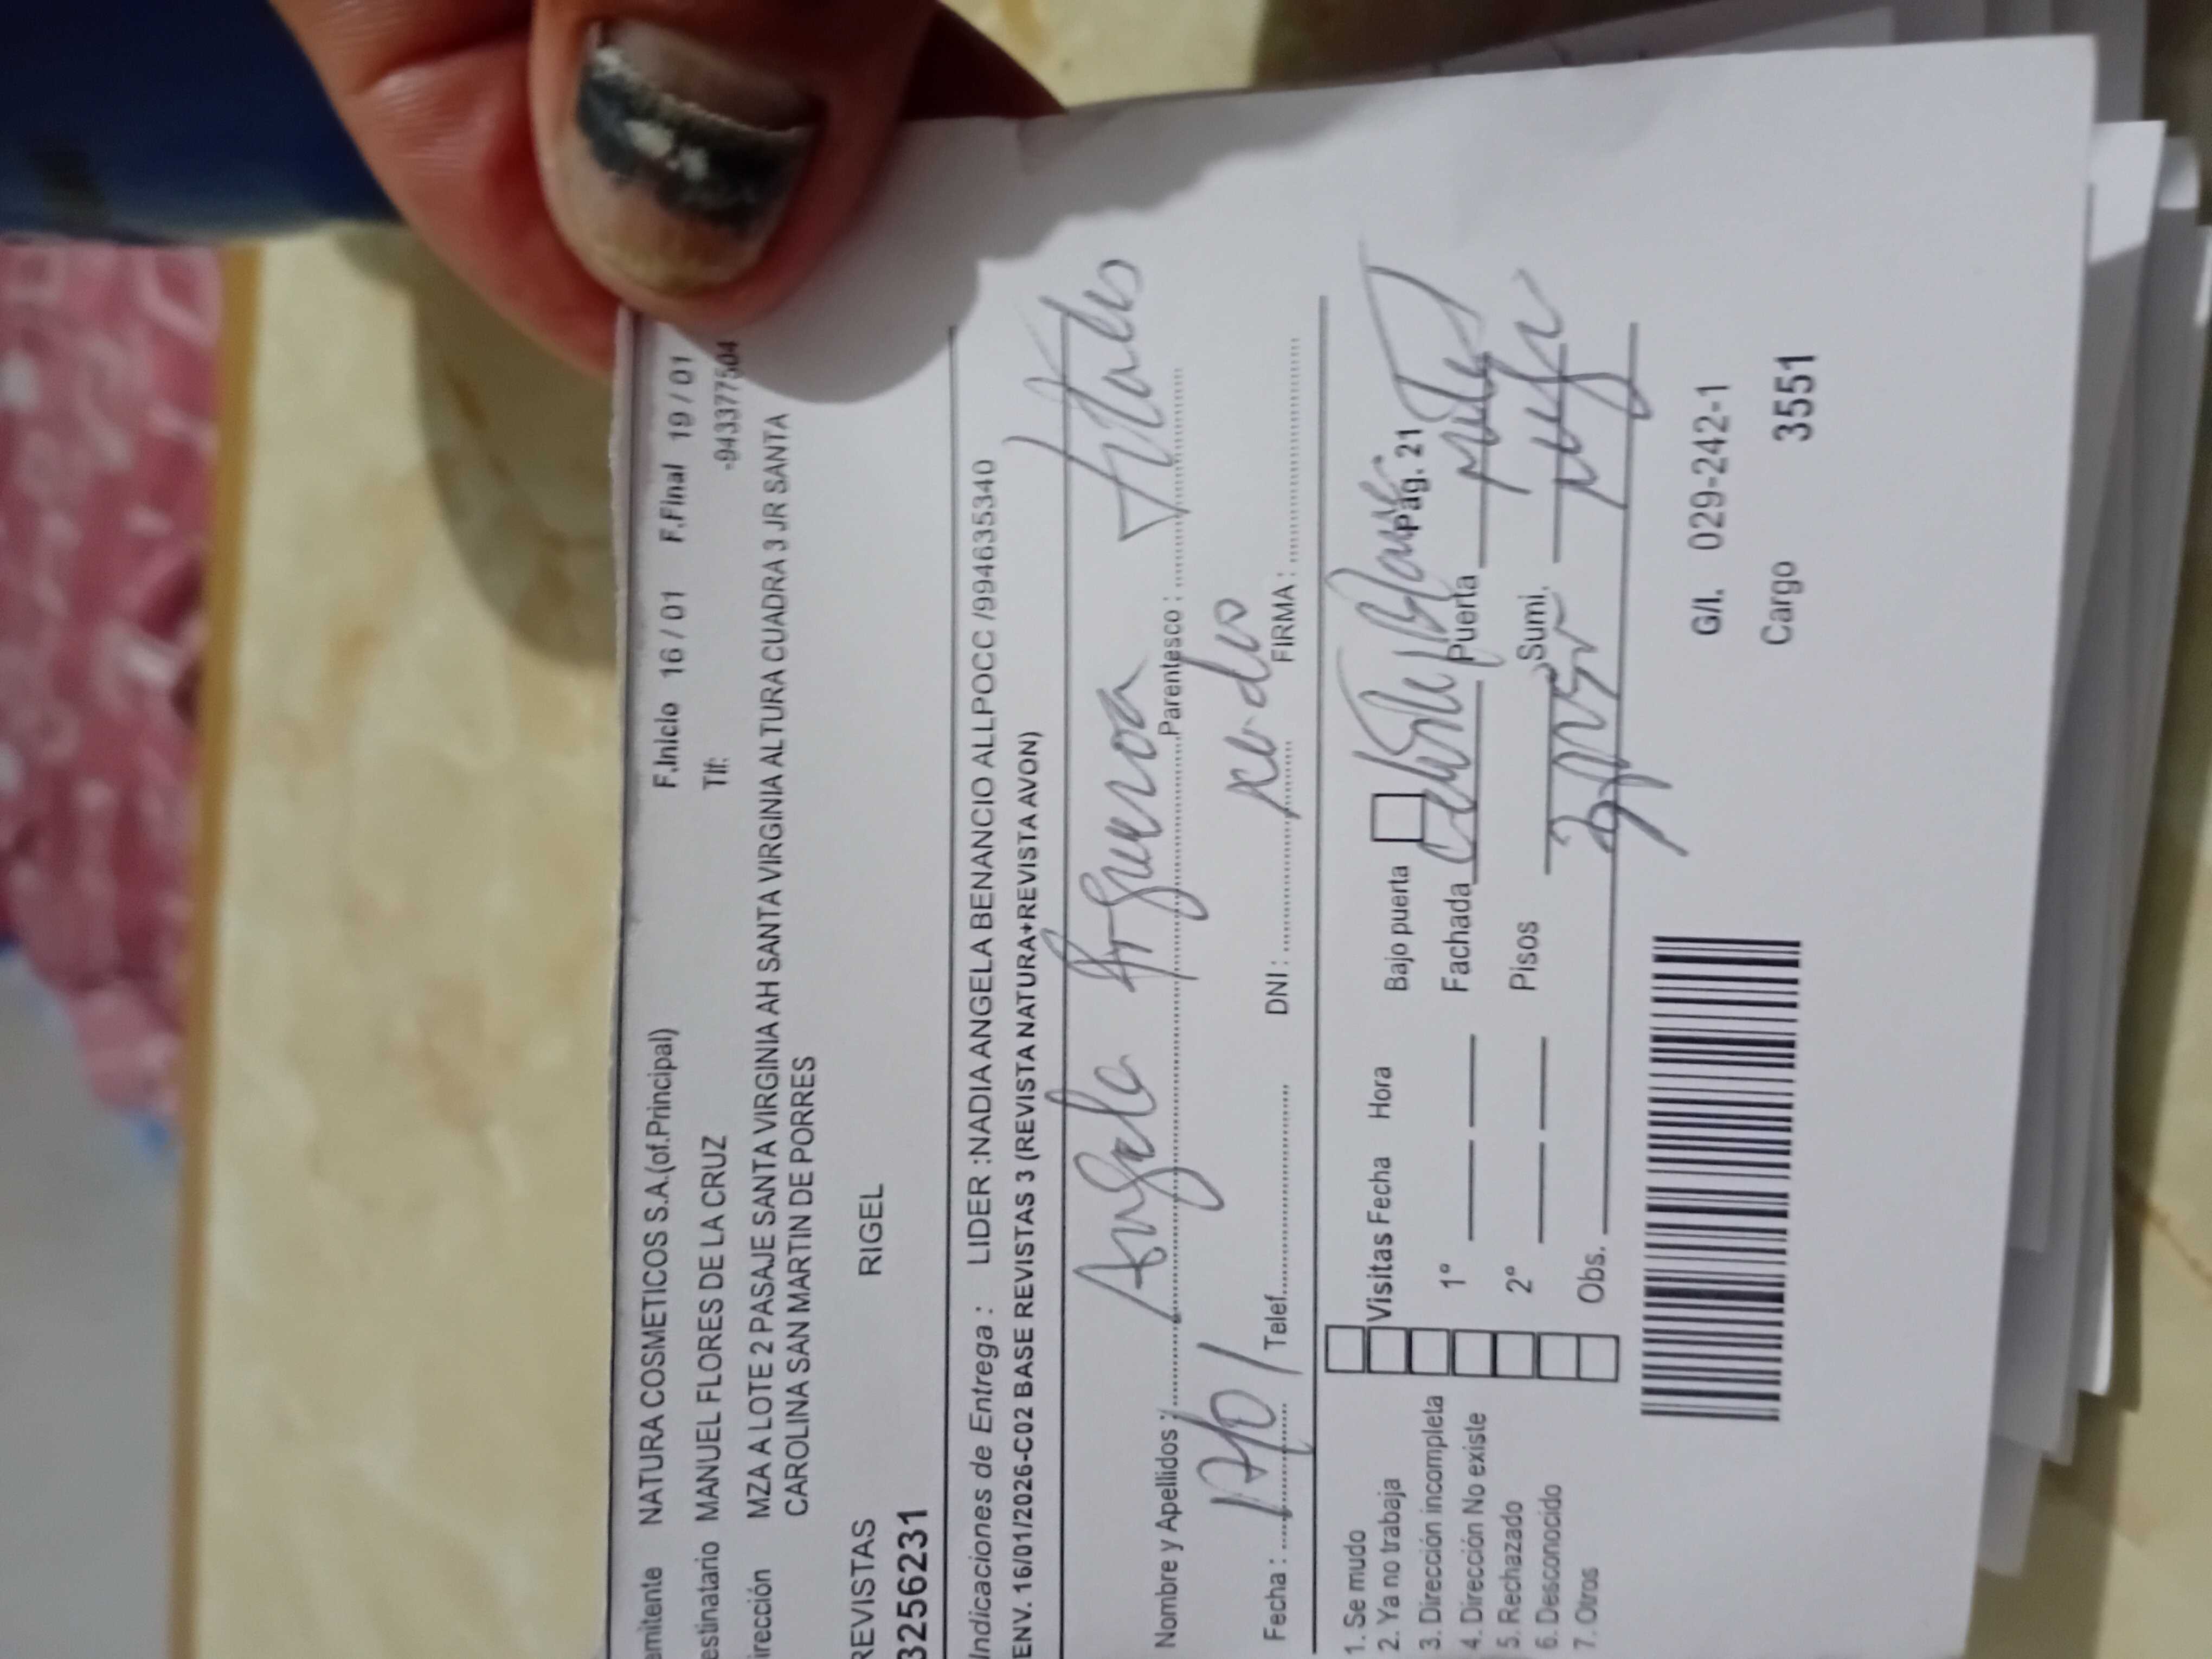 emitente NATURA COSMETICOS S.A.(of.Principal) F.Inicio 16 / 01 F.Final 19 / 01
estinatario MANUEL FLORES DE LA CRUZ Tlf: -943377504
irección MZA A LOTE 2 PASAJE SANTA VIRGINIA AH SANTA VIRGINIA ALTURA CUADRA 3 JR SANTA
CAROLINA SAN MARTIN DE PORRES
REVISTAS RIGEL
3256231
Indicaciones de Entrega : LIDER :NADIA ANGELA BENANCIO ALLPOCC /994635340
ENV. 16/01/2026-C02 BASE REVISTAS 3 (REVISTA NATURA+REVISTA AVON)
Angela Figueroa
Nombre y Apellidos : Parentesco :
Fecha : 17/01 Telef. DNI : FIRMA :
1. Se mudo
2. Ya no trabaja
3. Dirección incompleta
4. Dirección No existe
5. Rechazado
6. Desconocido
7. Otros
Visitas Fecha Hora Bajo puerta Pag. 21
1° Fachada Celeste/Blanco Puerta
2° Pisos Sumi.
Obs.
G/I. 029-242-1
Cargo 3551